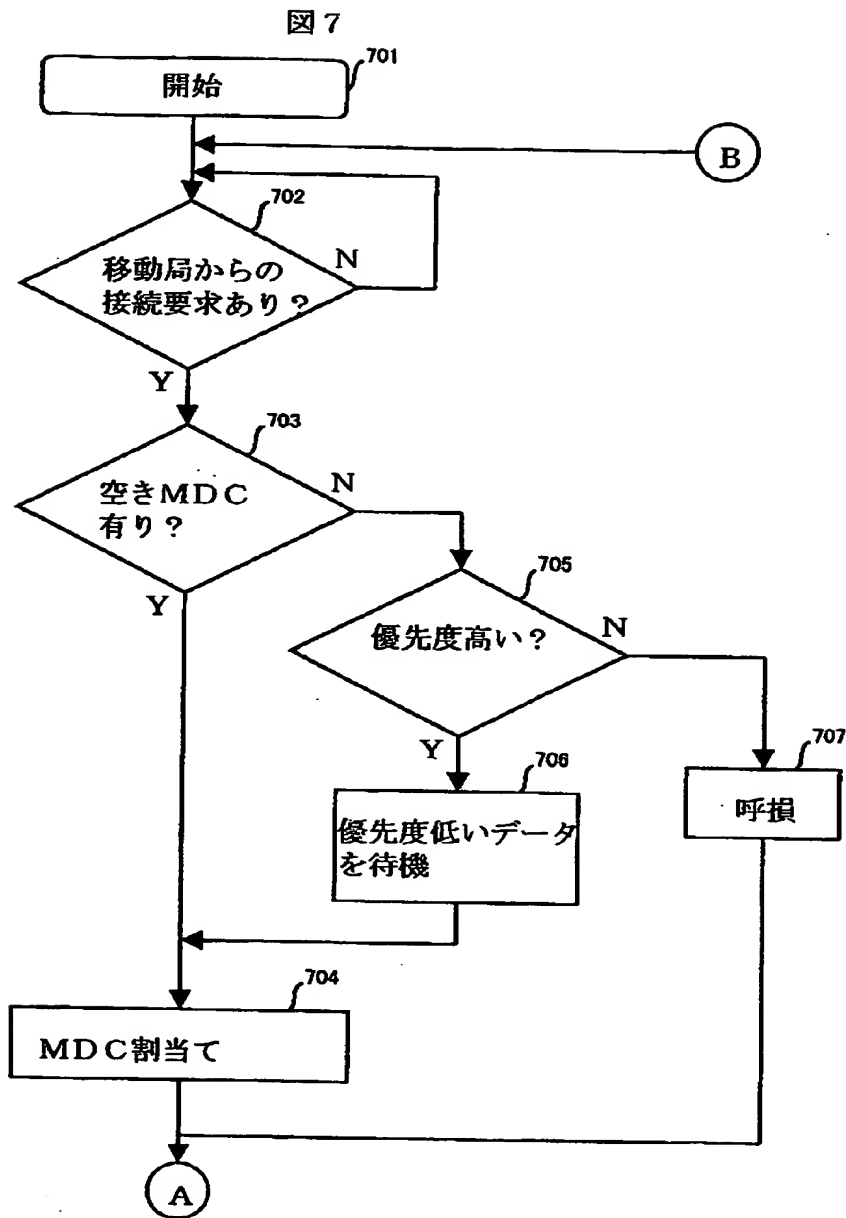 図7
701
開始
B
702
移動局からの
接続要求あり？
N
Y
703
空きMDC
有り？
N
Y
705
優先度高い？
N
Y
706
優先度低いデータ
を待機
707
呼損
704
MDC割当て
A